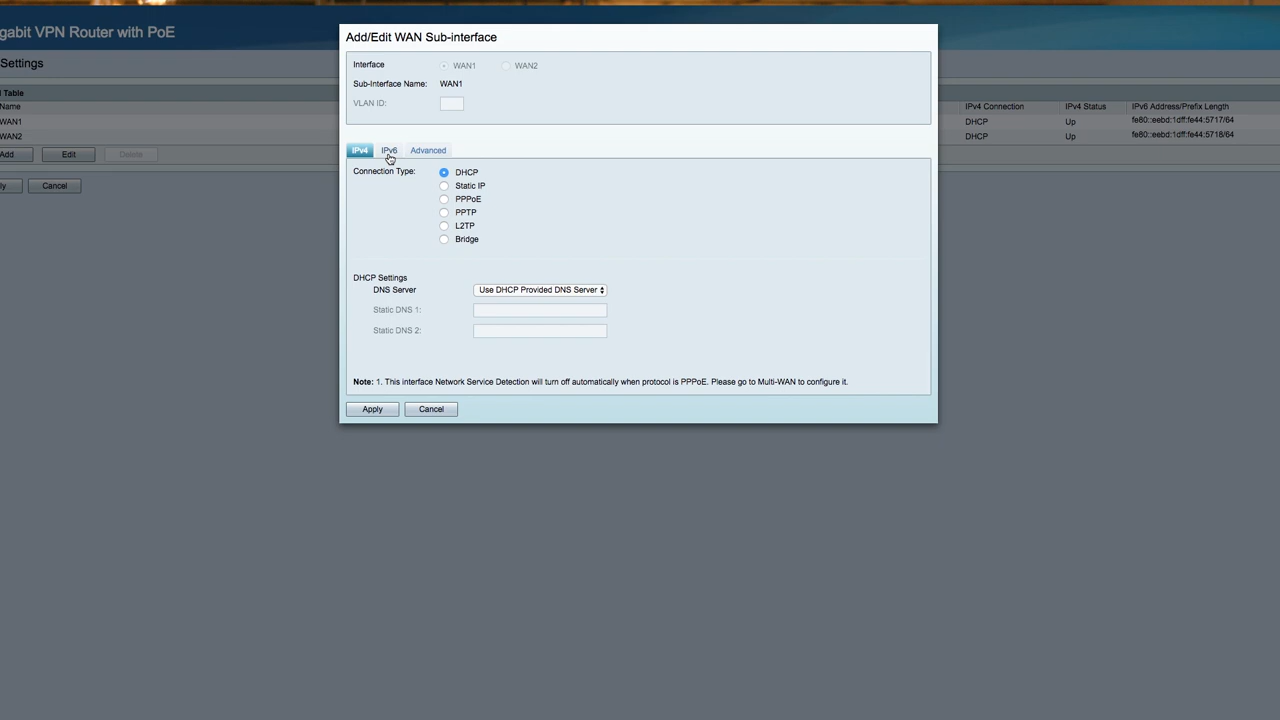 gabit VPN Router with PoE
Add/Edit WAN Sub-interface
Settings
Interface WAN1 WAN2
Sub-Interface Name: WAN1
VLAN ID:
Table
Name IPv4 Connection IPv4 Status IPv6 Address/Prefix Length
WAN1 DHCP Up fe80::eebd:1dff:fe44:5717/64
WAN2 DHCP Up fe80::eebd:1dff:fe44:5718/64
Add Edit Delete
IPv4 IPv6 Advanced
Connection Type: DHCP
Static IP
ly Cancel
PPPoE
PPTP
L2TP
Bridge
DHCP Settings
DNS Server Use DHCP Provided DNS Server
Static DNS 1:
Static DNS 2:
Note: 1. This interface Network Service Detection will turn off automatically when protocol is PPPoE. Please go to Multi-WAN to configure it.
Apply Cancel